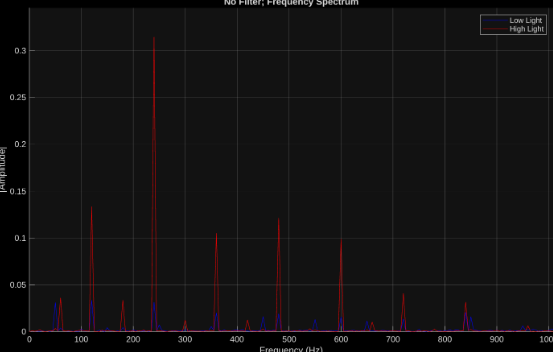 No Filter; Frequency Spectrum
Low Light
High Light
0.3
0.25
0.2
0.15
0.1
0.05
0
|Amplitude|
0 100 200 300 400 500 600 700 800 900 100
Frequency (Hz)